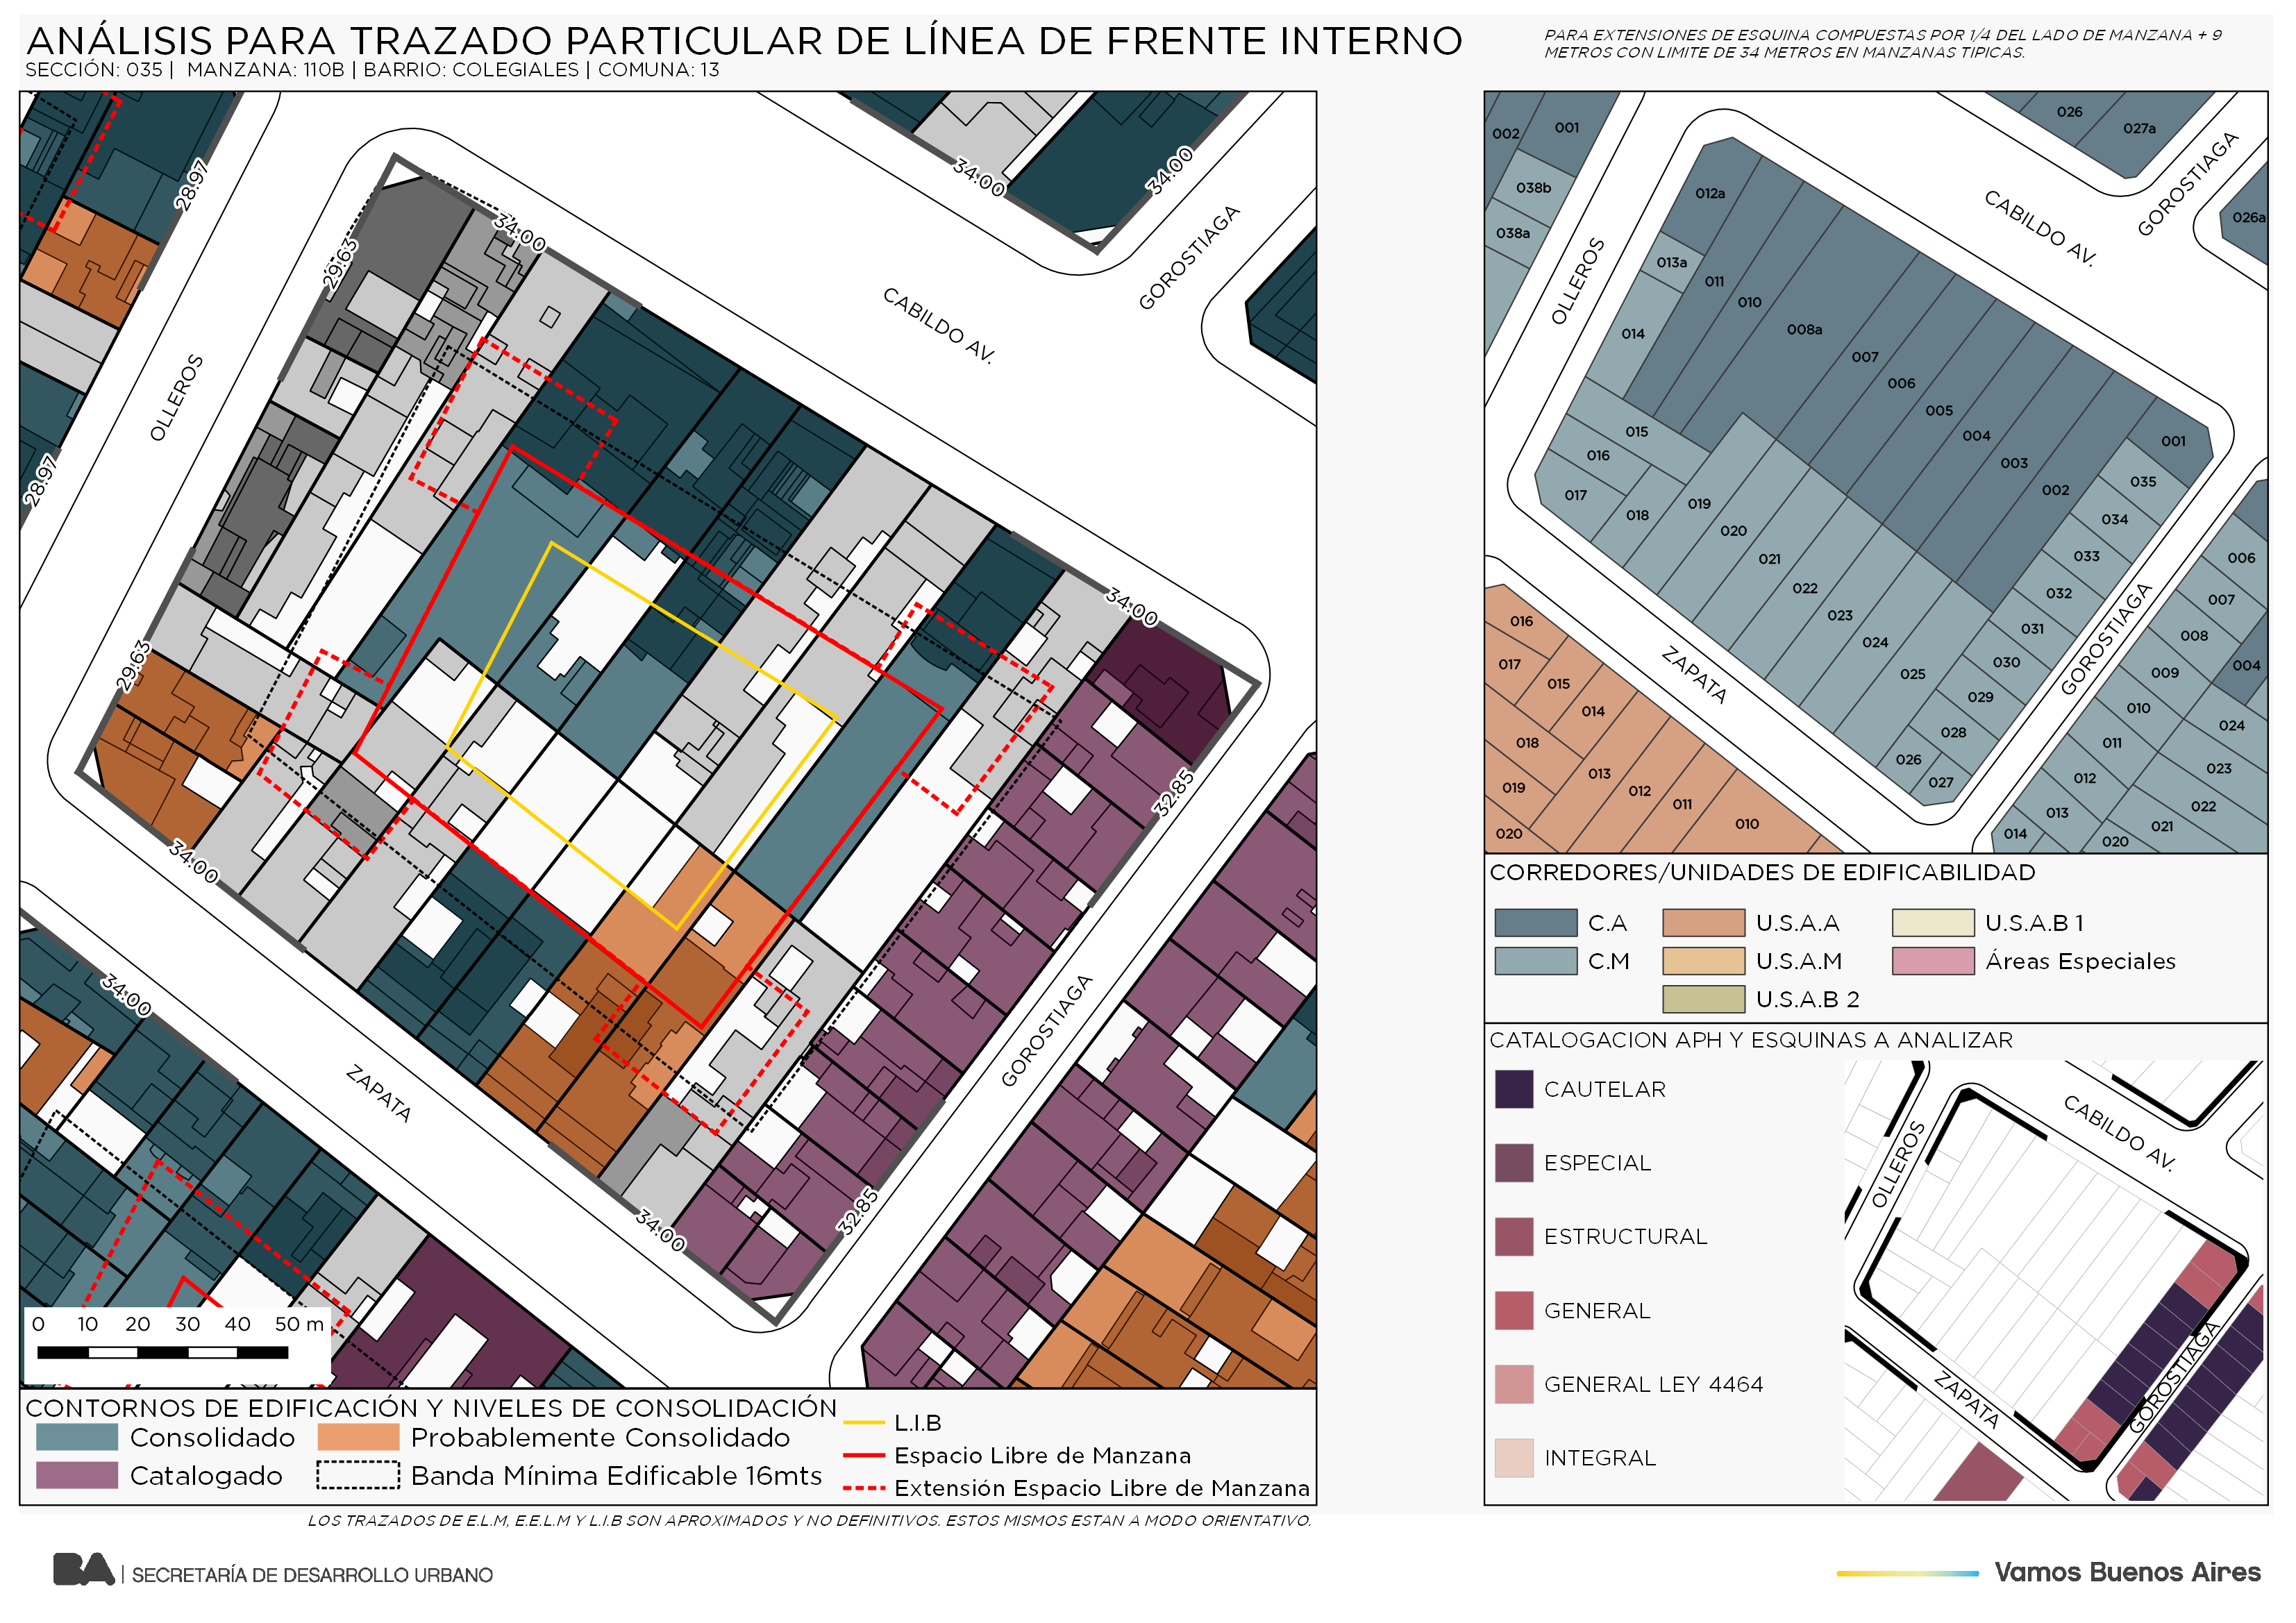 ANÁLISIS PARA TRAZADO PARTICULAR DE LÍNEA DE FRENTE INTERNO
SECCIÓN: 035 | MANZANA: 110B | BARRIO: COLEGIALES | COMUNA: 13
PARA EXTENSIONES DE ESQUINA COMPUESTAS POR 1/4 DEL LADO DE MANZANA + 9
METROS CON LIMITE DE 34 METROS EN MANZANAS TIPICAS.
28.97
34.00
34.00
GOROSTIAGA
34.00
29.63
CABILDO AV.
OLLEROS
28.97
34.00
29.63
32.85
34.00
34.00
ZAPATA
GOROSTIAGA
32.85
34.00
0 10 20 30 40 50 m
CONTORNOS DE EDIFICACIÓN Y NIVELES DE CONSOLIDACIÓN
Consolidado
Probablemente Consolidado
Catalogado
Banda Mínima Edificable 16mts
L.I.B
Espacio Libre de Manzana
Extensión Espacio Libre de Manzana
LOS TRAZADOS DE E.L.M, E.E.L.M Y L.I.B SON APROXIMADOS Y NO DEFINITIVOS. ESTOS MISMOS ESTAN A MODO ORIENTATIVO.
002
001
038b
038a
026
027a
026a
GOROSTIAGA
CABILDO AV.
OLLEROS
012a
013a
011
010
014
008a
007
006
005
004
003
002
001
015
016
017
018
019
020
021
022
023
024
025
026
027
028
029
030
031
032
033
034
035
ZAPATA
GOROSTIAGA
016
017
015
014
018
013
019
012
011
010
020
006
007
008
004
009
010
024
011
023
012
022
013
021
014
020
CORREDORES/UNIDADES DE EDIFICABILIDAD
C.A
U.S.A.A
U.S.A.B 1
C.M
U.S.A.M
Áreas Especiales
U.S.A.B 2
CATALOGACION APH Y ESQUINAS A ANALIZAR
CAUTELAR
ESPECIAL
ESTRUCTURAL
GENERAL
GENERAL LEY 4464
INTEGRAL
CABILDO AV.
OLLEROS
GOROSTIAGA
ZAPATA
BA | SECRETARÍA DE DESARROLLO URBANO
Vamos Buenos Aires